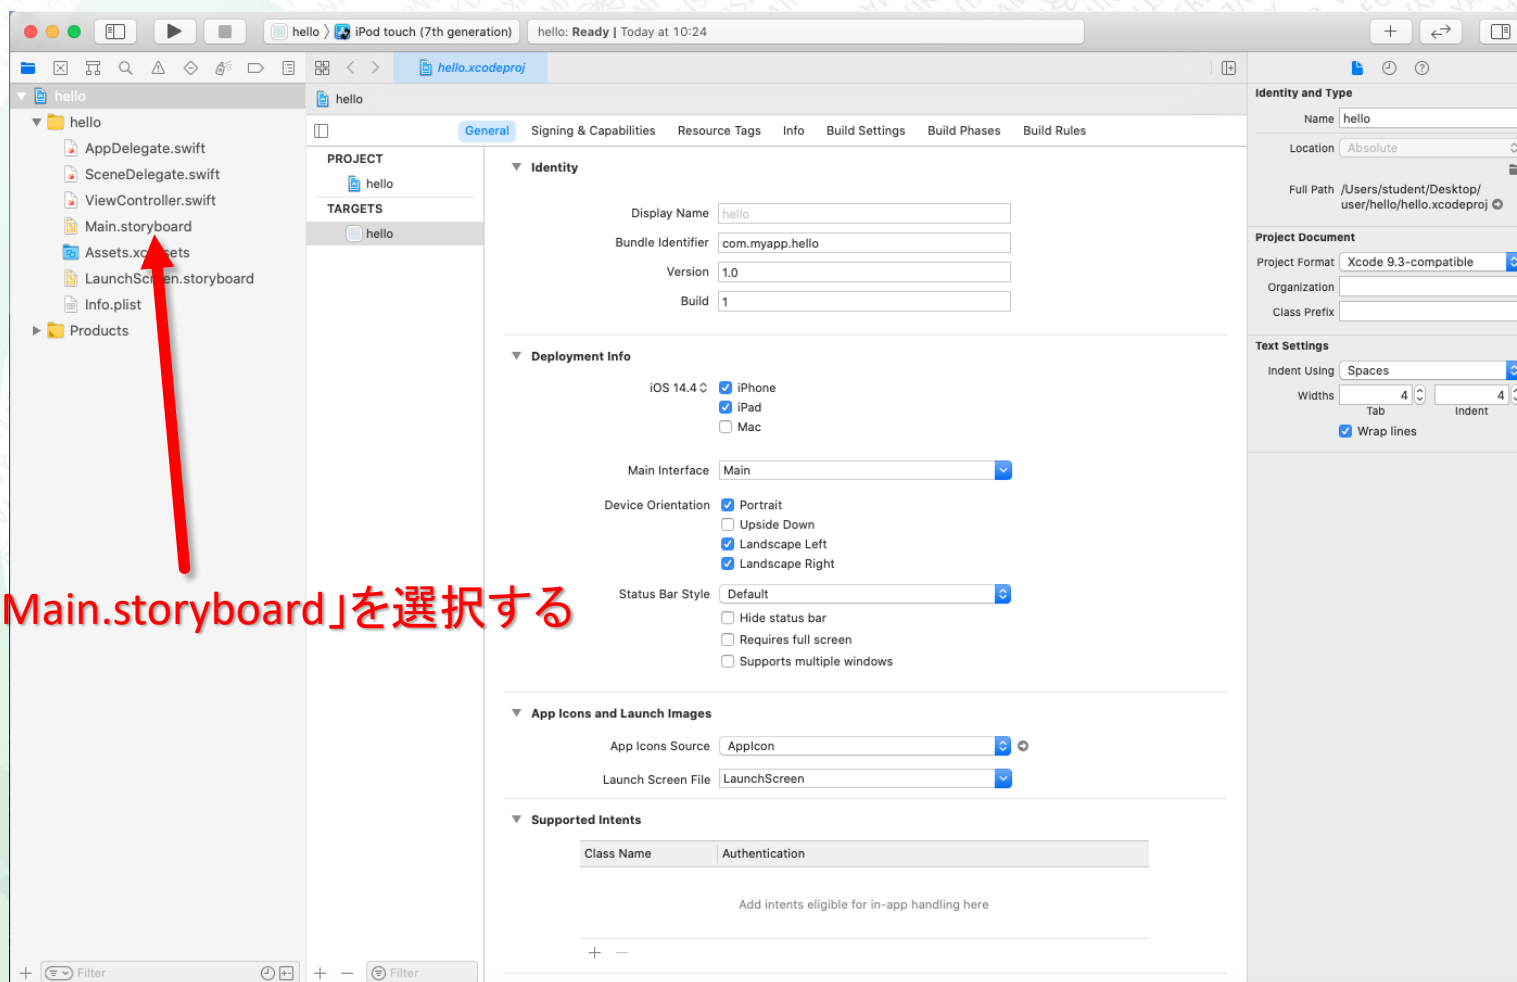 hello 〉 iPod touch (7th generation)
hello: Ready | Today at 10:24
hello.xcodeproj
hello
hello
AppDelegate.swift
SceneDelegate.swift
ViewController.swift
Main.storyboard
LaunchScreen.storyboard
Info.plist
Products
Filter
Main.storyboard」を選択する
hello
General Signing & Capabilities Resource Tags Info Build Settings Build Phases Build Rules
PROJECT
hello
TARGETS
hello
Filter
Identity
Display Name hello
Bundle Identifier com.myapp.hello
Version 1.0
Build 1
Deployment Info
iOS 14.4 iPhone
iPad
Mac
Main Interface Main
Device Orientation Portrait
Upside Down
Landscape Left
Landscape Right
Status Bar Style Default
Hide status bar
Requires full screen
Supports multiple windows
App Icons and Launch Images
App Icons Source AppIcon
Launch Screen File LaunchScreen
Supported Intents
Class Name Authentication
Add intents eligible for in-app handling here
Identity and Type
Name hello
Location Absolute
Full Path /Users/student/Desktop/
user/hello/hello.xcodeproj
Project Document
Project Format Xcode 9.3-compatible
Organization
Class Prefix
Text Settings
Indent Using Spaces
Widths 4 4
Tab Indent
Wrap lines